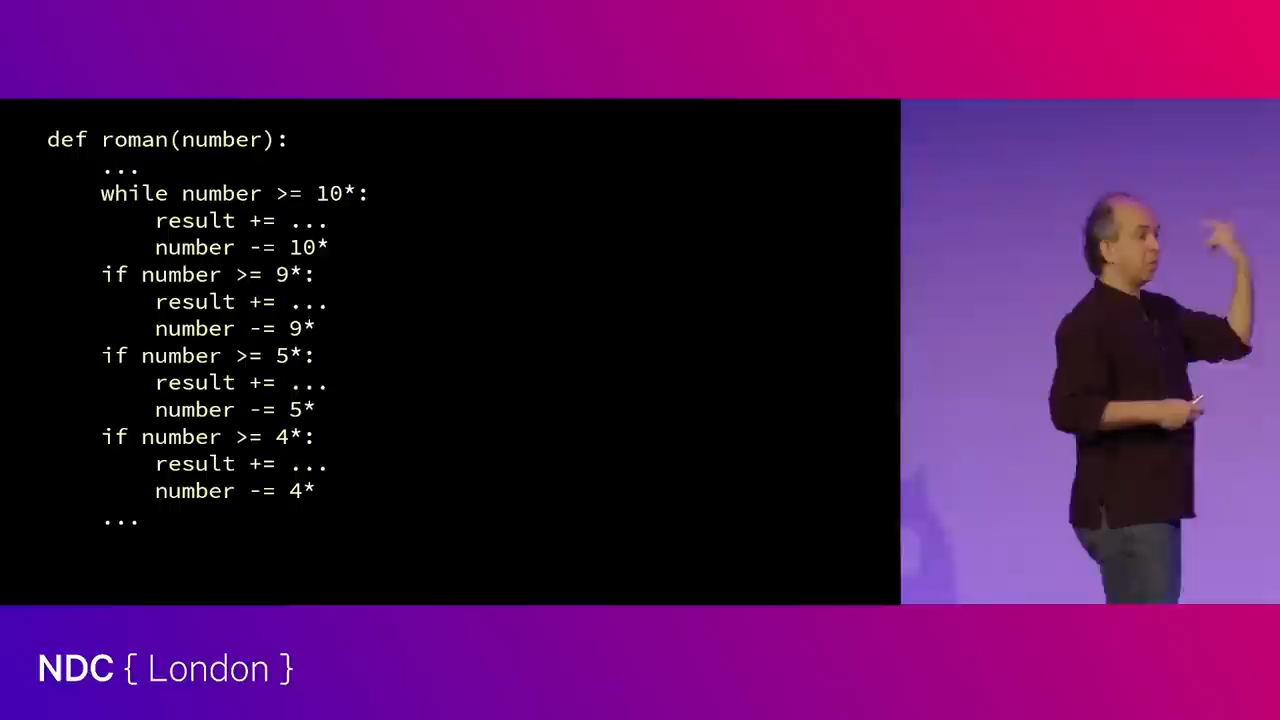 def roman(number):
    ...
    while number >= 10*:
        result += ...
        number -= 10*
    if number >= 9*:
        result += ...
        number -= 9*
    if number >= 5*:
        result += ...
        number -= 5*
    if number >= 4*:
        result += ...
        number -= 4*
    ...
NDC { London }